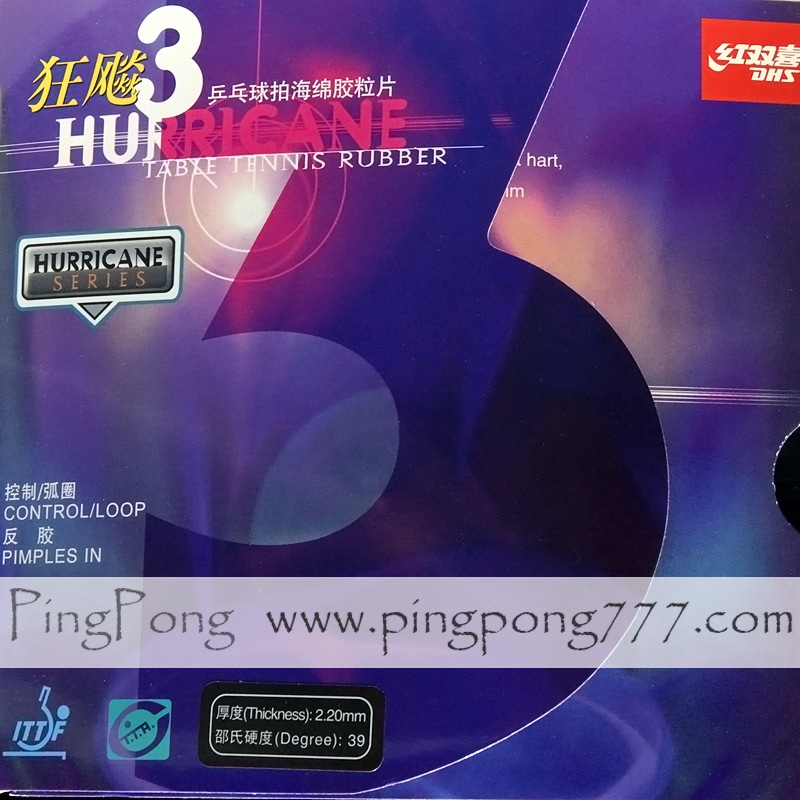 狂飚3
乒乓球拍海绵胶粒片
HURRICANE
TABLE TENNIS RUBBER
红双喜
DHS
hart,
im
HURRICANE
SERIES
控制/弧圈
CONTROL/LOOP
反 胶
PIMPLES IN
PingPong www.pingpong777.com
ITTF
T.T.R.
厚度(Thickness): 2.20mm
邵氏硬度(Degree): 39